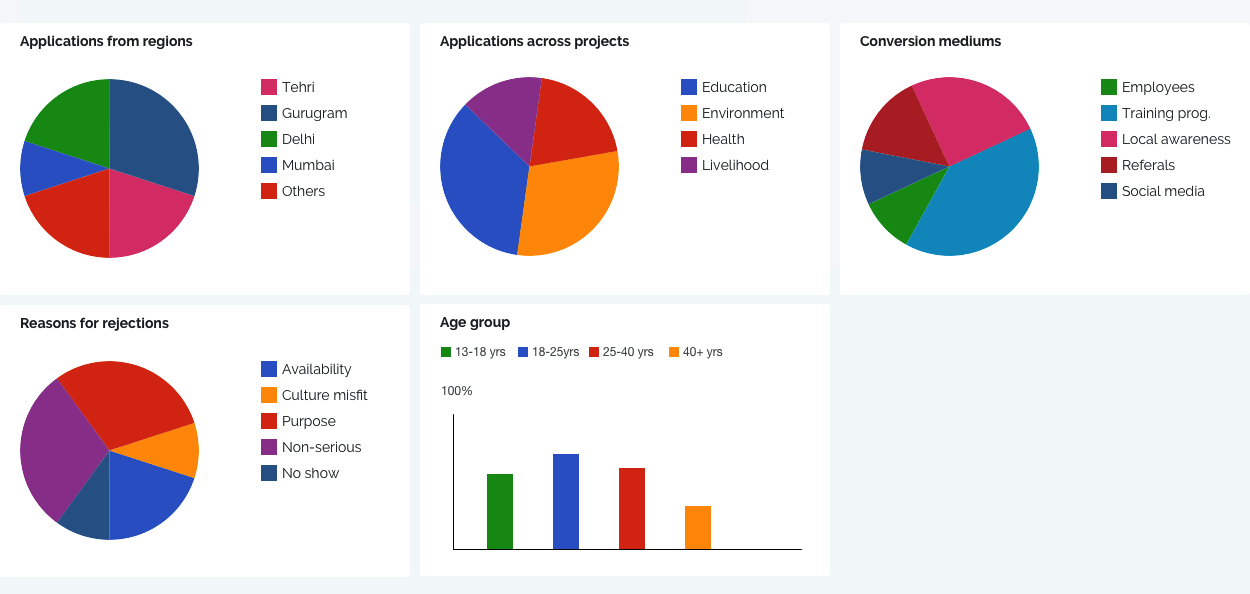 Applications from regions
Tehri
Gurugram
Delhi
Mumbai
Others
Applications across projects
Education
Environment
Health
Livelihood
Conversion mediums
Employees
Training prog.
Local awareness
Referals
Social media
Reasons for rejections
Availability
Culture misfit
Purpose
Non-serious
No show
Age group
13-18 yrs 18-25yrs 25-40 yrs 40+ yrs
100%